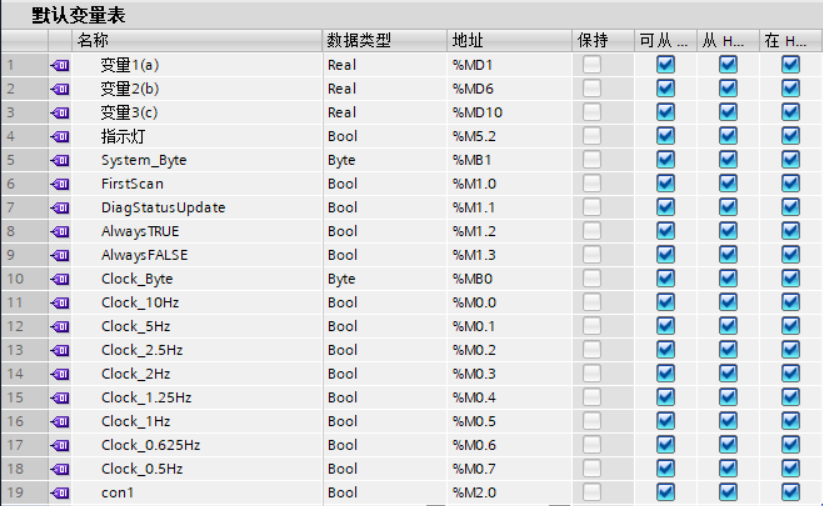 默认变量表
名称 数据类型 地址 保持 可从 ... 从 H... 在 H...
1 变量1(a) Real %MD1
2 变量2(b) Real %MD6
3 变量3(c) Real %MD10
4 指示灯 Bool %M5.2
5 System_Byte Byte %MB1
6 FirstScan Bool %M1.0
7 DiagStatusUpdate Bool %M1.1
8 AlwaysTRUE Bool %M1.2
9 AlwaysFALSE Bool %M1.3
10 Clock_Byte Byte %MB0
11 Clock_10Hz Bool %M0.0
12 Clock_5Hz Bool %M0.1
13 Clock_2.5Hz Bool %M0.2
14 Clock_2Hz Bool %M0.3
15 Clock_1.25Hz Bool %M0.4
16 Clock_1Hz Bool %M0.5
17 Clock_0.625Hz Bool %M0.6
18 Clock_0.5Hz Bool %M0.7
19 con1 Bool %M2.0